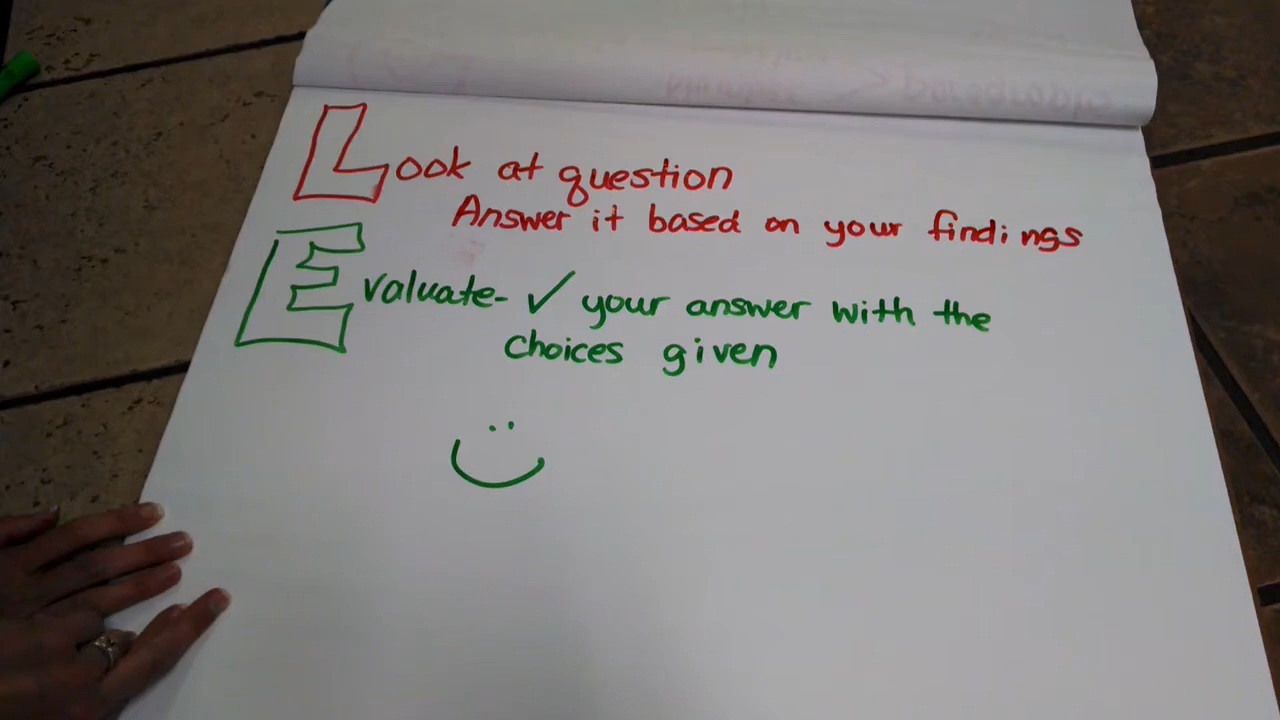 Look at question
Answer it based on your findings
Evaluate- ✓ your answer with the
choices given